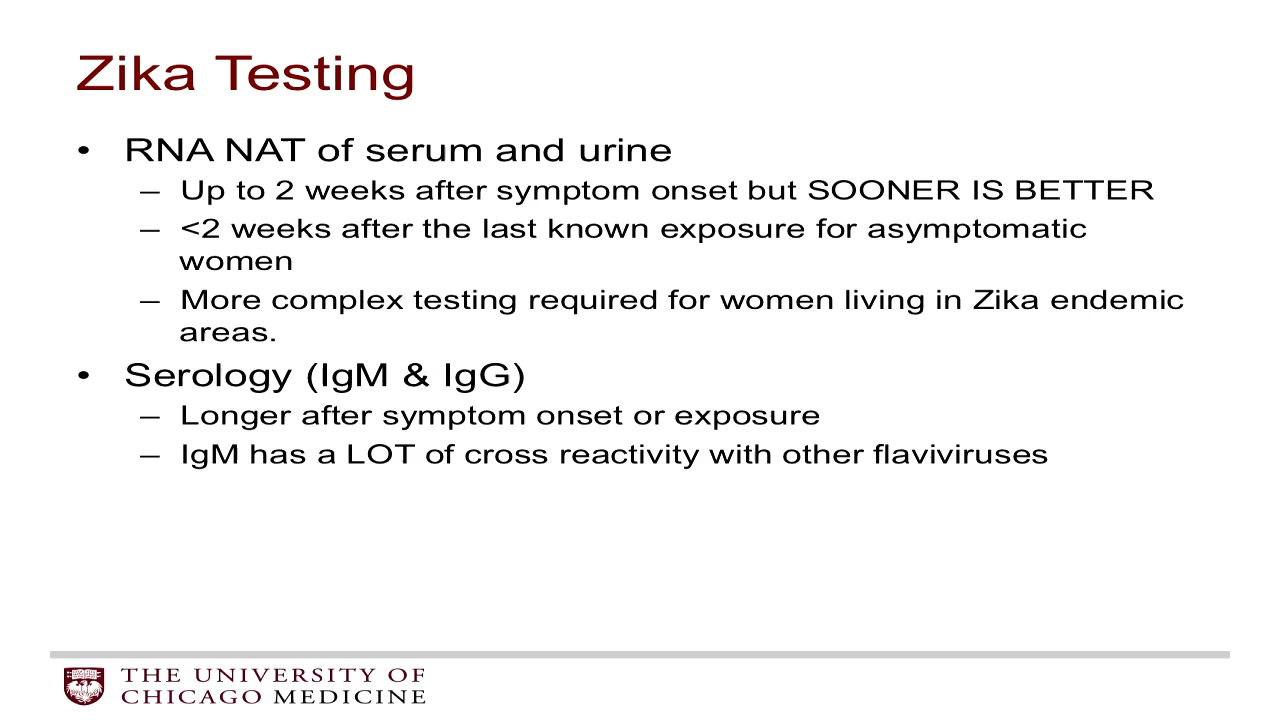 Zika Testing
• RNA NAT of serum and urine
– Up to 2 weeks after symptom onset but SOONER IS BETTER
– <2 weeks after the last known exposure for asymptomatic
women
– More complex testing required for women living in Zika endemic
areas.
• Serology (IgM & IgG)
– Longer after symptom onset or exposure
– IgM has a LOT of cross reactivity with other flaviviruses
THE UNIVERSITY OF
CHICAGO MEDICINE